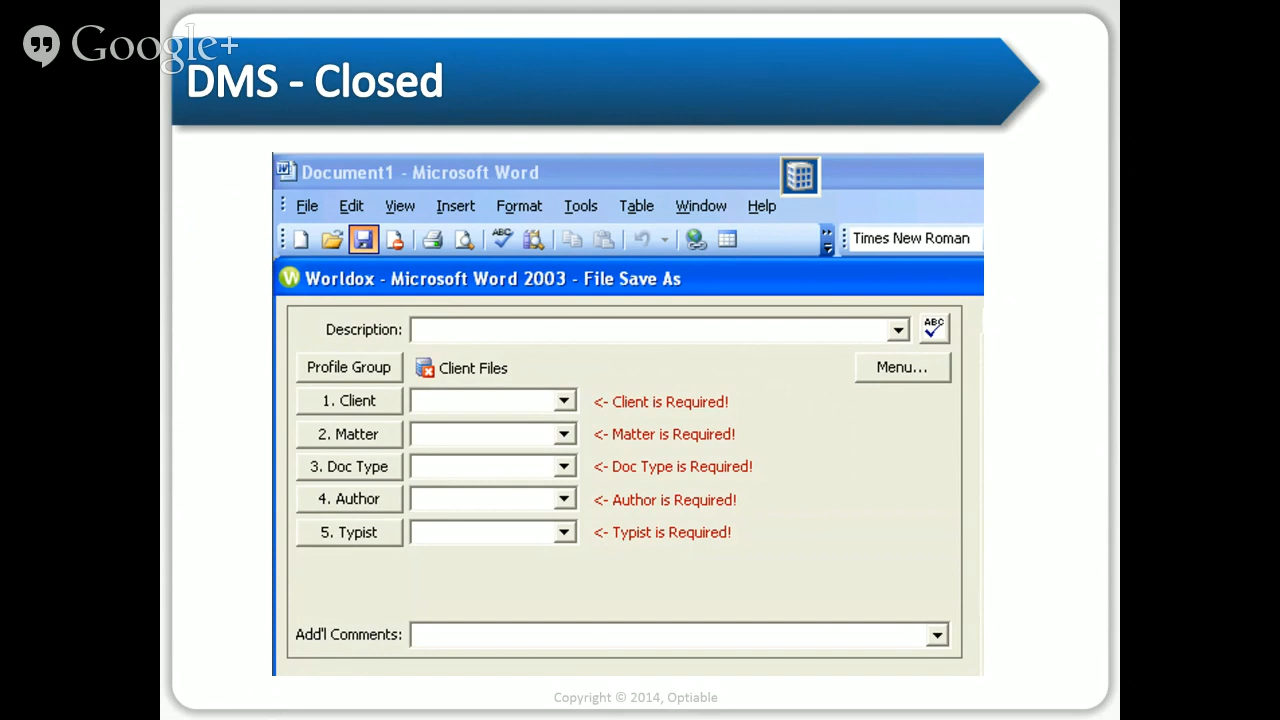 Google+
DMS - Closed
Document1 - Microsoft Word
File Edit View Insert Format Tools Table Window Help
ABC Times New Roman
W Worldox - Microsoft Word 2003 - File Save As
Description: ABC
Profile Group Client Files Menu...
1. Client <- Client is Required!
2. Matter <- Matter is Required!
3. Doc Type <- Doc Type is Required!
4. Author <- Author is Required!
5. Typist <- Typist is Required!
Add'l Comments:
Copyright © 2014, Optiable